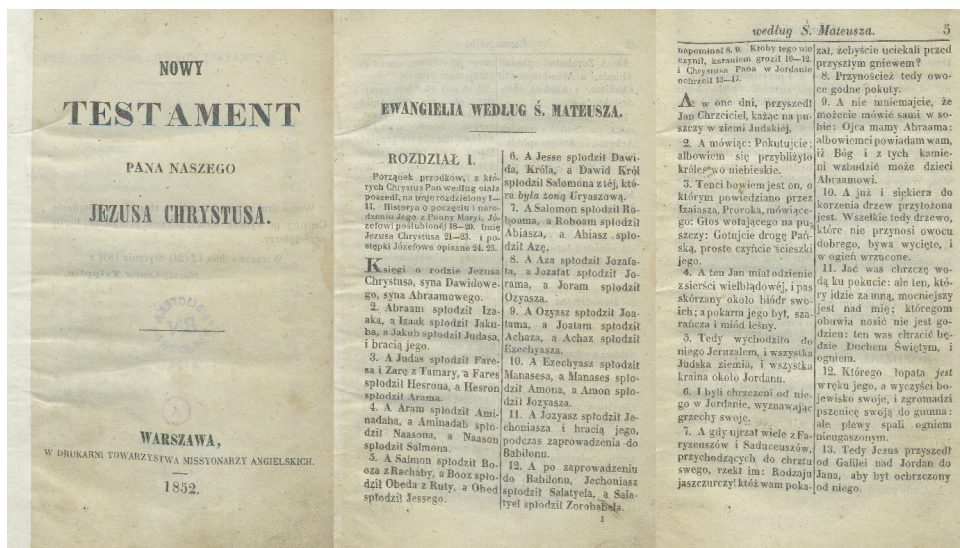 NOWY
TESTAMENT
PANA NASZEGO
JEZUSA CHRYSTUSA.
WARSZAWA,
W DRUKARNI TOWARZYSTWA MISSYONARZY ANGIELSKICH.
1852.
EWANGIELIA WEDŁUG Ś. MATEUSZA.
ROZDZIAŁ I.
Porządek przodków, z któ-
rych Chrystus Pan według ciała
poszedł, na troje rozdzielony 1—
17. Historya o poczęciu i naro-
dzeniu Jego z Panny Maryi, Jó-
zefowi poślubionéj 18—20. Imię
Jezusa Chrystusa 21—23. i po-
stępki Józefowa opisane 24. 25.
Księgi o rodzie Jezusa
Chrystusa, syna Dawidowe-
go, syna Abraamowego.
2. Abraam spłodził Iza-
aka, a Izaak spłodził Jaku-
ba, a Jakub spłodził Judasa,
i bracią jego.
3. A Judas spłodził Fare-
sa i Zarę z Tamary, a Fares
spłodził Hesrona, a Hesron
spłodził Arama.
4. A Aram spłodził Ami-
nadaba, a Aminadab spło-
dził Naasona, a Naason
spłodził Salmona.
5. A Salmon spłodził Bo-
oza z Rachaby, a Booz spło-
dził Obeda z Ruty, a Obed
spłodził Jessego.
6. A Jesse spłodził Dawi-
da, Króla, a Dawid Król
spłodził Salomona z téj, któ-
ra była żoną Uryaszową.
7. A Salomon spłodził Ro-
boama, a Roboam spłodził
Abiasza, a Abiasz spło-
dził Azę.
8. A Aza spłodził Jozafa-
ta, a Jozafat spłodził Jo-
rama, a Joram spłodził
Ozyasza.
9. A Ozyasz spłodził Joa-
tama, a Joatam spłodził
Achaza, a Achaz spłodził
Ezechyasza.
10. A Ezechyasz spłodził
Manasesa, a Manases spło-
dził Amona, a Amon spło-
dził Jozyasza.
11. A Jozyasz spłodził Je-
choniasza i bracią jego,
podczas zaprowadzenia do
Babilonu.
12. A po zaprowadzeniu
do Babilonu, Jechoniasz
spłodził Salatyela, a Sala-
tyel spłodził Zorobabela.
1
według Ś. Mateusza. 5
napominał 8. 9. Któby tego nie
czynił, karaniem groził 10—12.
i Chrystusa Pana w Jordanie
ochrzcił 13—17.
A w one dni, przyszedł
Jan Chrzciciel, każąc na pu-
szczy w ziemi Judskiéj,
2. A mówiąc: Pokutujcie;
albowiem się przybliżyło
królestwo niebieskie.
3. Tenci bowiem jest on, o
którym powiedziano przez
Izaiasza, Proroka, mówiące-
go: Głos wołającego na pu-
szczy: Gotujcie drogę Pań-
ską, proste czyńcie ścieszki
jego.
4. A ten Jan miał odzienie
z sierści wielbłądowéj, i pas
skórzany około biódr swo-
ich; a pokarm jego był, sza-
rańcza i miód leśny.
5. Tedy wychodziło do
niego Jeruzalem, i wszystka
Judska ziemia, i wszystka
kraina około Jordanu.
6. I byli chrzczeni od nie-
go w Jordanie, wyznawając
grzechy swoje.
7. A gdy ujrzał wiele z Fa-
ryzeuszów i Saduceuszów,
przychodzących do chrztu
swego, rzekł im: Rodzaju
jaszczurczy! któż wam poka-
zał, żebyście uciekali przed
przyszłym gniewem?
8. Przynościeź tedy owo-
ce godne pokuty.
9. A nie mniemajcie, że
możecie mówić sami w so-
bie: Ojca mamy Abraama:
albowiemci powiadam wam,
iż Bóg i z tych kamie-
ni wzbudzić może dzieci
Abraamowi.
10. A już i siekiera do
korzenia drzew przyłożona
jest. Wszelkie tedy drzewo,
które nie przynosi owocu
dobrego, bywa wycięte, i
w ogień wrzucone.
11. Jać was chrzczę wo-
dą ku pokucie: ale ten, któ-
ry idzie za mną, mocniejszy
jest nad mię; któregom
obuwia nosić nie jest go-
dzien: ten was chrzcić bę-
dzie Duchem Świętym, i
ogniem.
12. Którego łopata jest
w ręku jego, a wyczyści bo-
jewisko swoje, i zgromadzi
pszenicę swoją do gumna:
ale plewy spali ogniem
nieugaszonym.
13. Tedy Jezus przyszedł
od Galilei nad Jordan do
Jana, aby był ochrzczony
od niego.